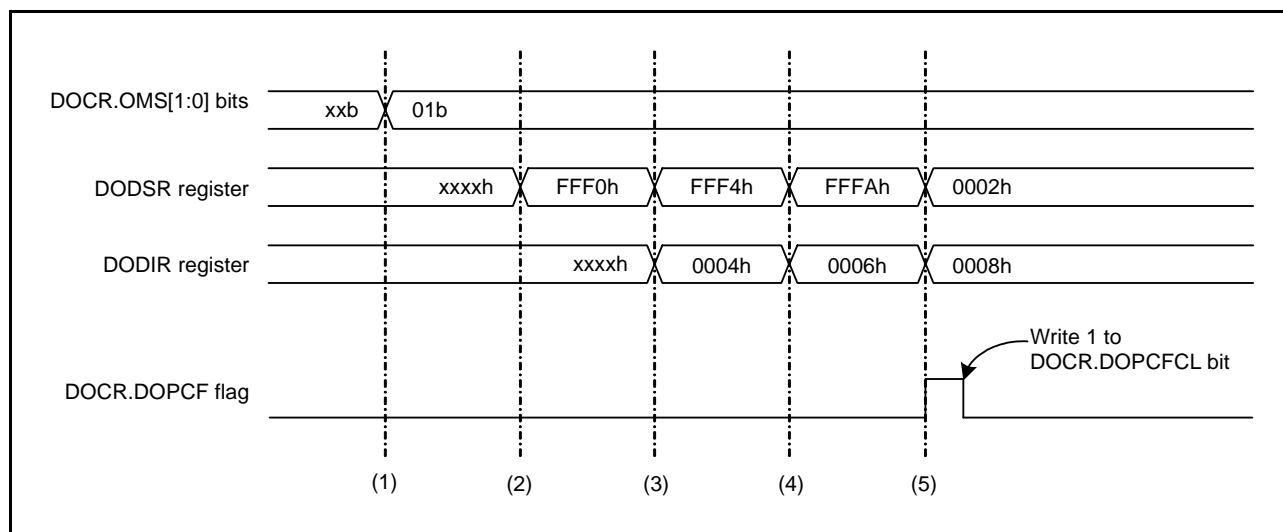 DOCR.OMS[1:0] bits xxb 01b
DODSR register xxxxh FFF0h FFF4h FFFAh 0002h
DODIR register xxxxh 0004h 0006h 0008h
Write 1 to
DOCR.DOPCFCL bit
DOCR.DOPCF flag
(1) (2) (3) (4) (5)